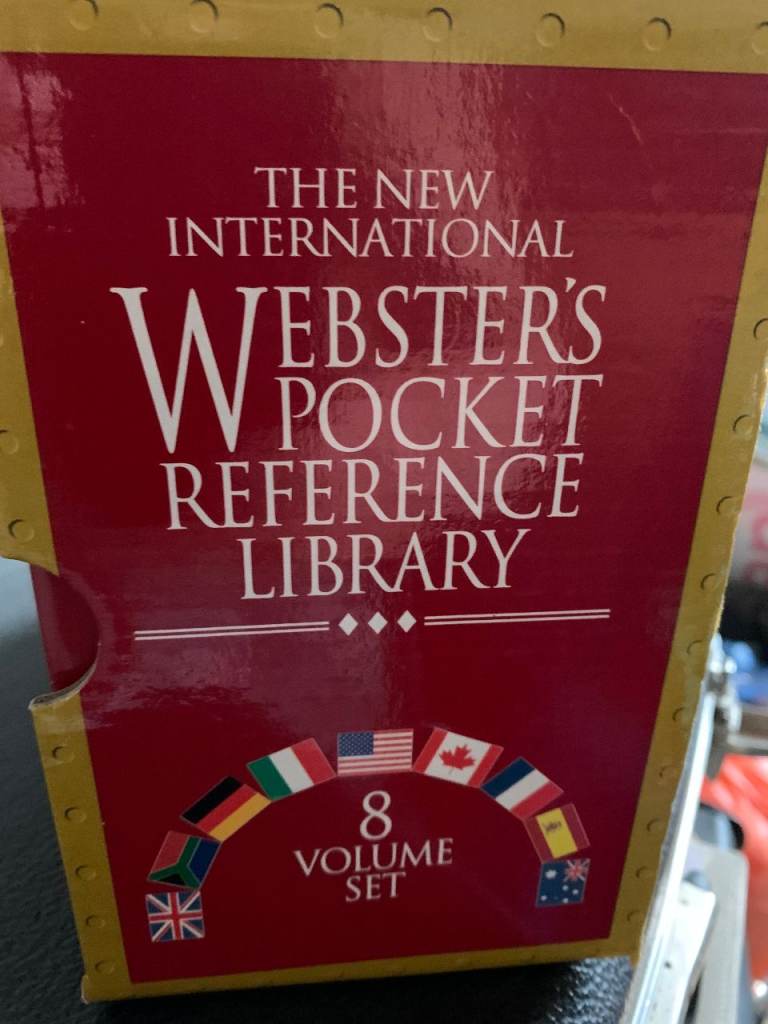 THE NEW
INTERNATIONAL
WEBSTER'S
POCKET
REFERENCE
LIBRARY
8
VOLUME
SET